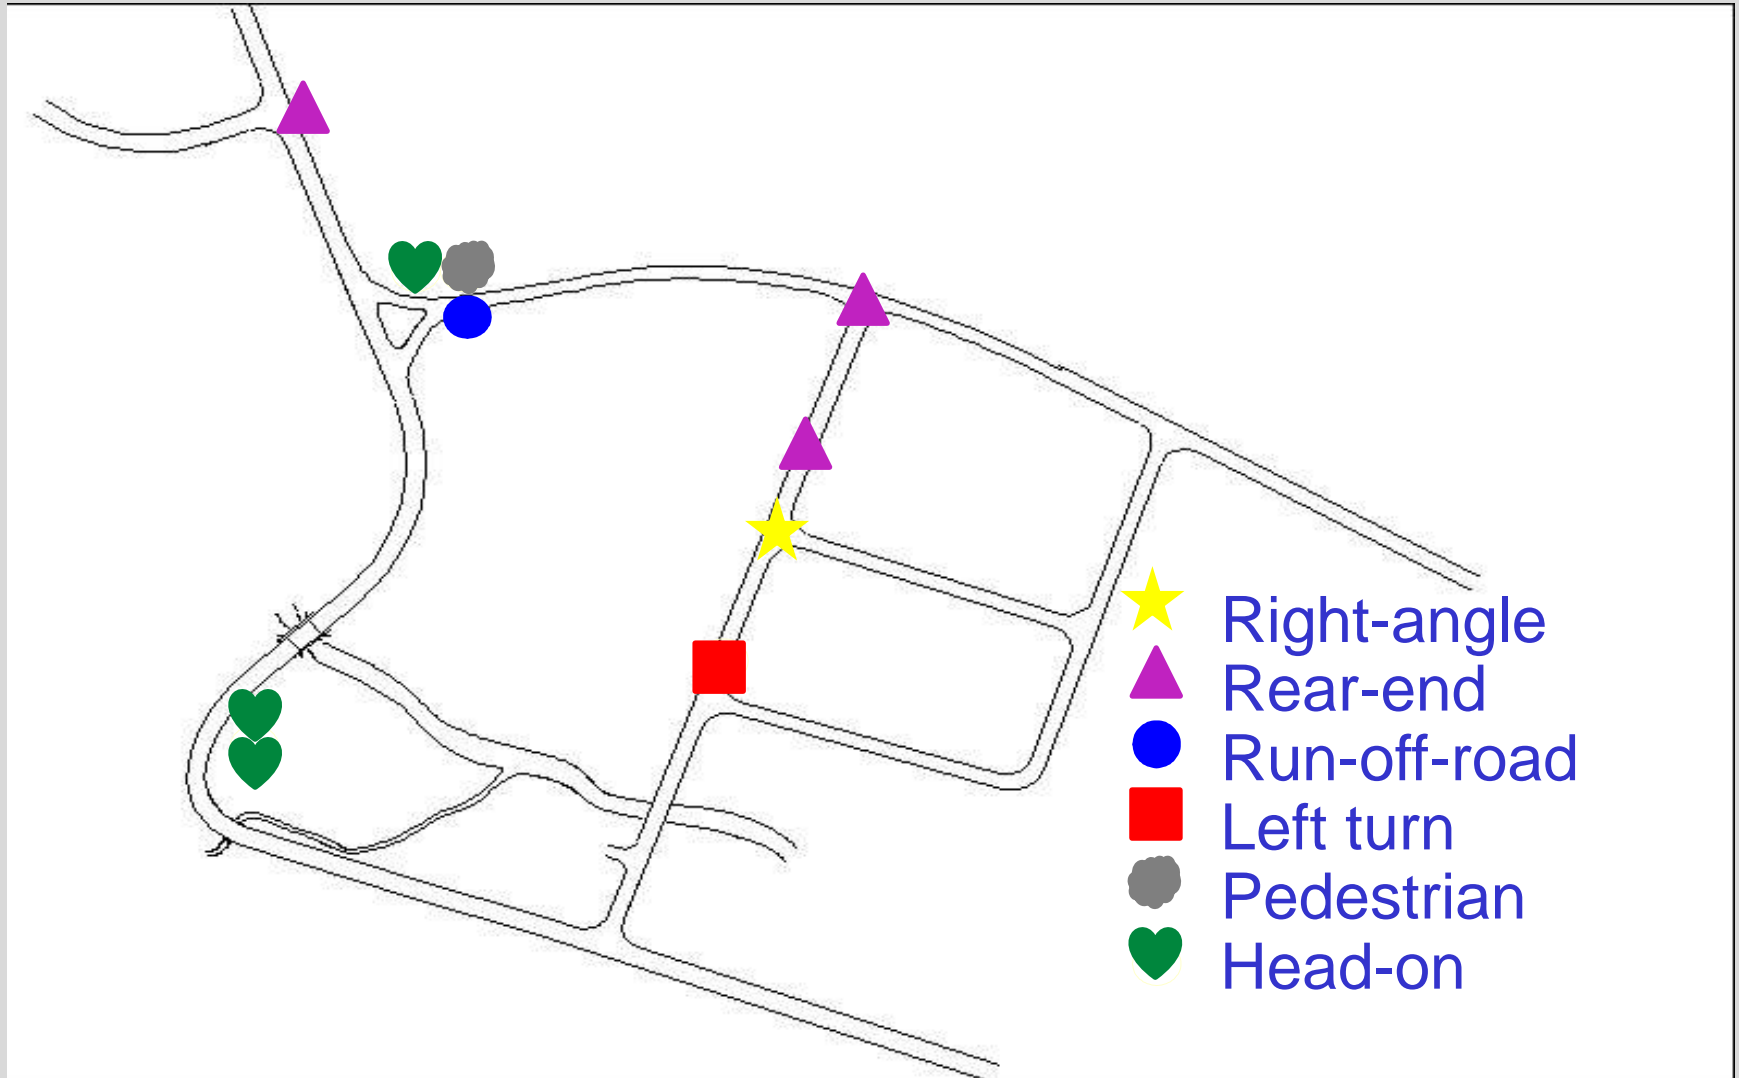 Right-angle
Rear-end
Run-off-road
Left turn
Pedestrian
Head-on